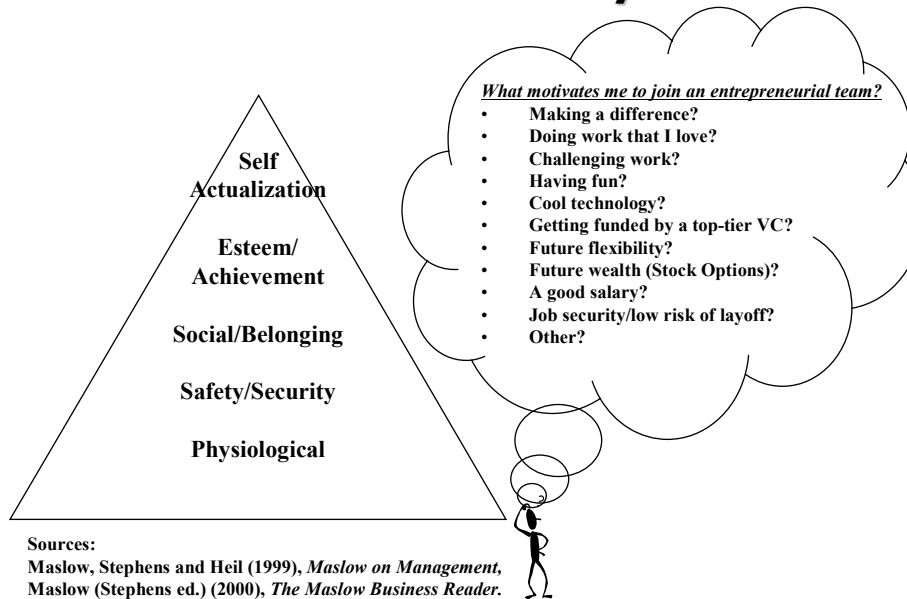 Self
Actualization
Esteem/
Achievement
Social/Belonging
Safety/Security
Physiological
What motivates me to join an entrepreneurial team?
• Making a difference?
• Doing work that I love?
• Challenging work?
• Having fun?
• Cool technology?
• Getting funded by a top-tier VC?
• Future flexibility?
• Future wealth (Stock Options)?
• A good salary?
• Job security/low risk of layoff?
• Other?
Sources:
Maslow, Stephens and Heil (1999), Maslow on Management,
Maslow (Stephens ed.) (2000), The Maslow Business Reader.